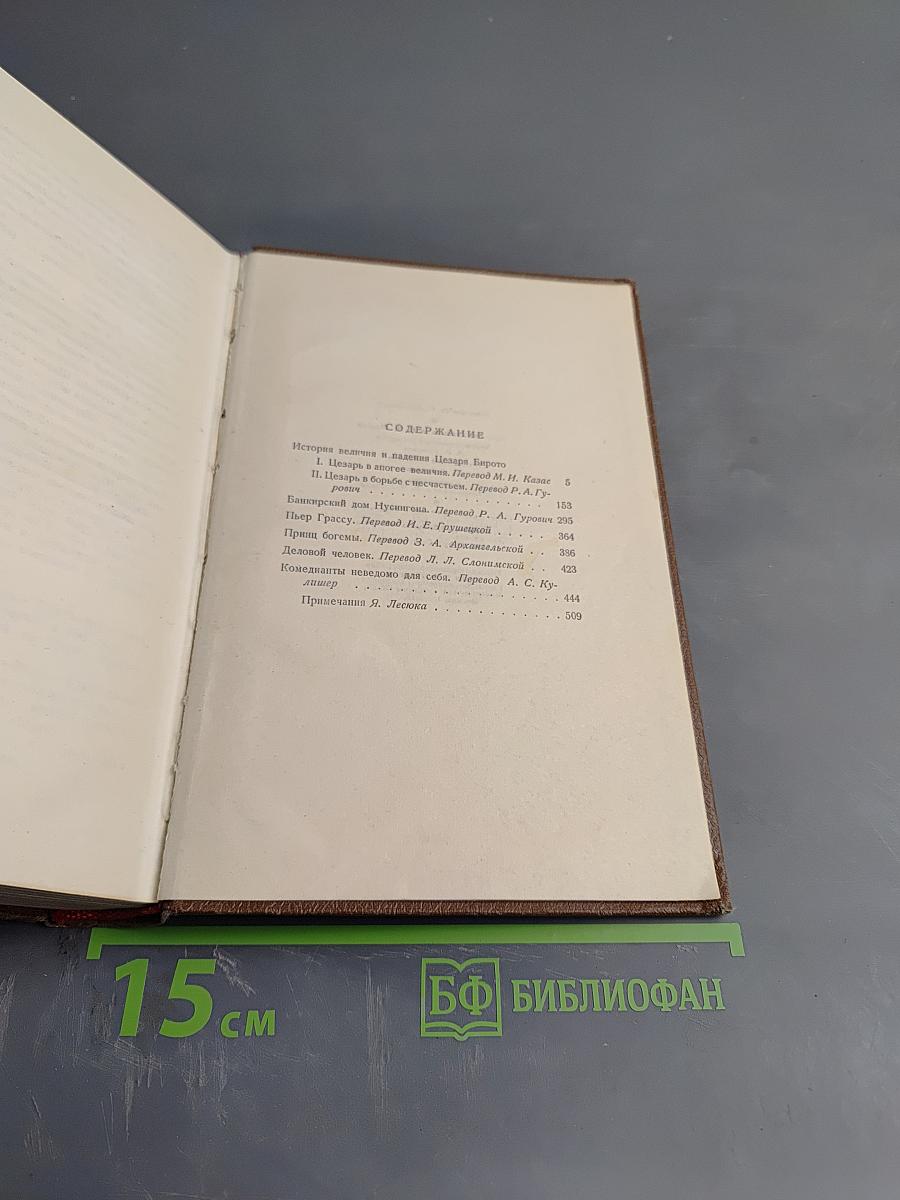 СОДЕРЖАНИЕ
История величия и падения Цезаря Бирото
I. Цезарь в апогее величия. Перевод М. И. Казас 5
II. Цезарь в борьбе с несчастьем. Перевод Р. А. Гу-
рович . . . . . . . . . . . . . . . . . 153
Банкирский дом Нусингена. Перевод Р. А. Гурович 295
Пьер Грассу. Перевод И. Е. Грушецкой . . . . . 364
Принц богемы. Перевод З. А. Архангельской . . 386
Деловой человек. Перевод Л. Л. Слонимской . . 423
Комедианты неведомо для себя. Перевод А. С. Ку-
лишер . . . . . . . . . . . . . . . . . . 444
Примечания Я. Лесюка . . . . . . . . . . . . 509
15 см
БФ БИБЛИОФАН